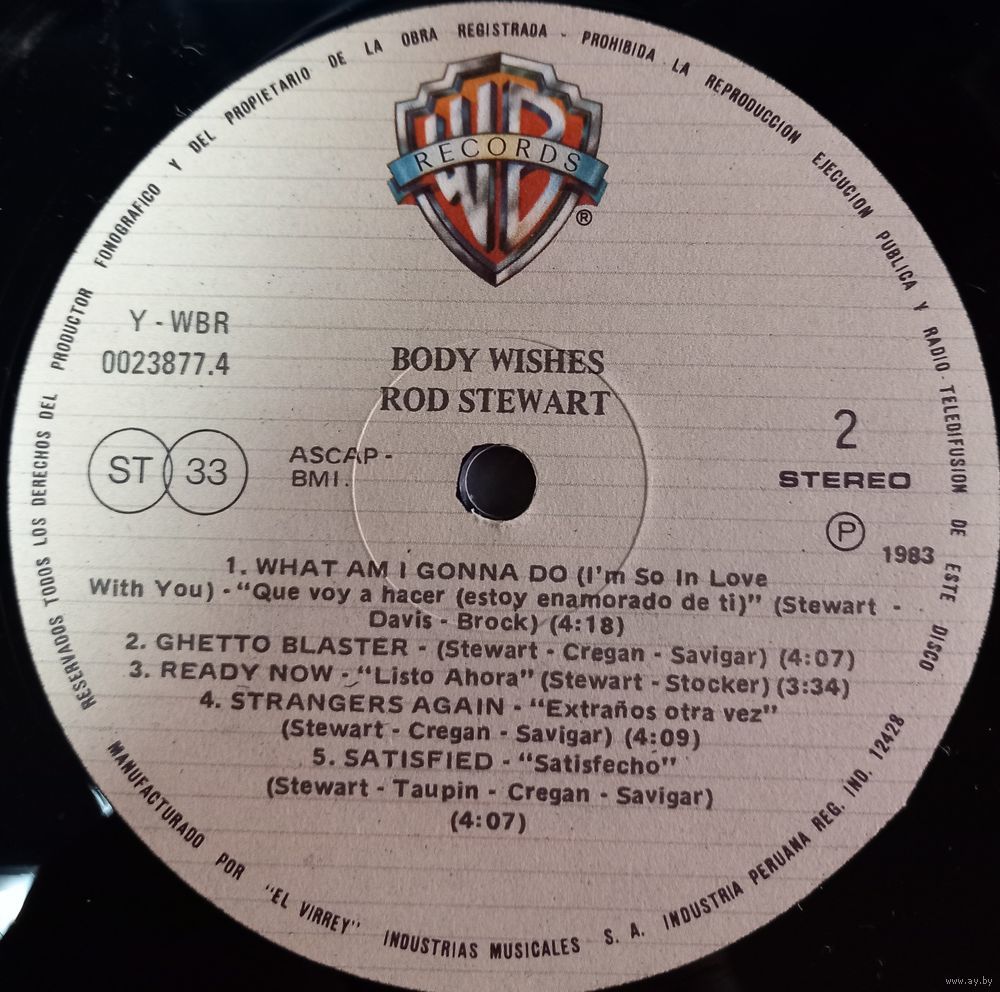 RESERVADOS TODOS LOS DERECHOS DEL PRODUCTOR FONOGRAFICO Y DEL PROPIETARIO DE LA OBRA REGISTRADA - PROHIBIDA LA REPRODUCCION EJECUCION PUBLICA Y RADIO-TELEDIFUSION DE ESTE DISCO
WB
RECORDS
®
Y - WBR
0023877.4
BODY WISHES
ROD STEWART
ST 33
ASCAP -
BMI.
2
STEREO
Ⓟ 1983
1. WHAT AM I GONNA DO (I'm So In Love
With You) - "Que voy a hacer (estoy enamorado de ti)" (Stewart -
Davis - Brock) (4:18)
2. GHETTO BLASTER - (Stewart - Cregan - Savigar) (4:07)
3. READY NOW - "Listo Ahora" (Stewart - Stocker) (3:34)
4. STRANGERS AGAIN - "Extraños otra vez"
(Stewart - Cregan - Savigar) (4:09)
5. SATISFIED - "Satisfecho"
(Stewart - Taupin - Cregan - Savigar)
(4:07)
MANUFACTURADO POR "EL VIRREY" INDUSTRIAS MUSICALES S. A. INDUSTRIA PERUANA REG. IND. 12428
www.ay.by